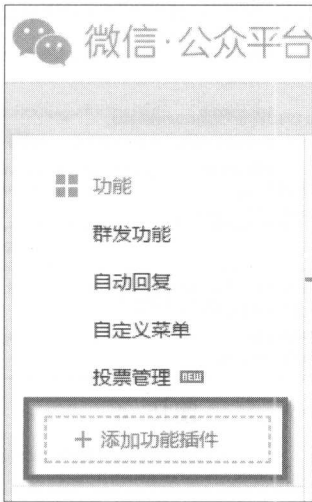 微信·公众平台
功能
群发功能
自动回复
自定义菜单
投票管理 NEW
+ 添加功能插件